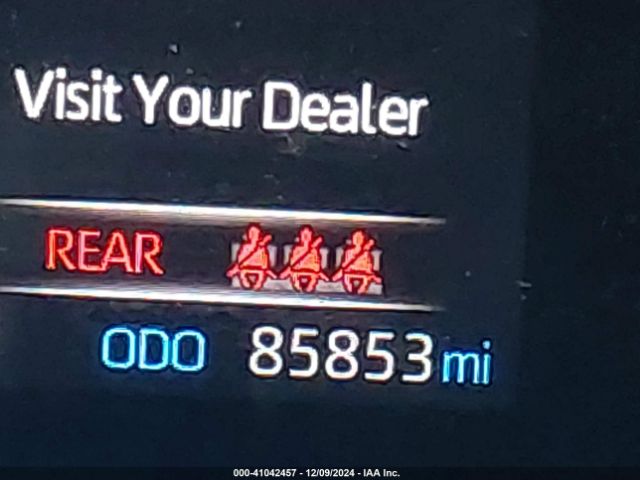 Visit Your Dealer
REAR
ODO 85853 mi
000-41042457 - 12/09/2024 - IAA Inc.